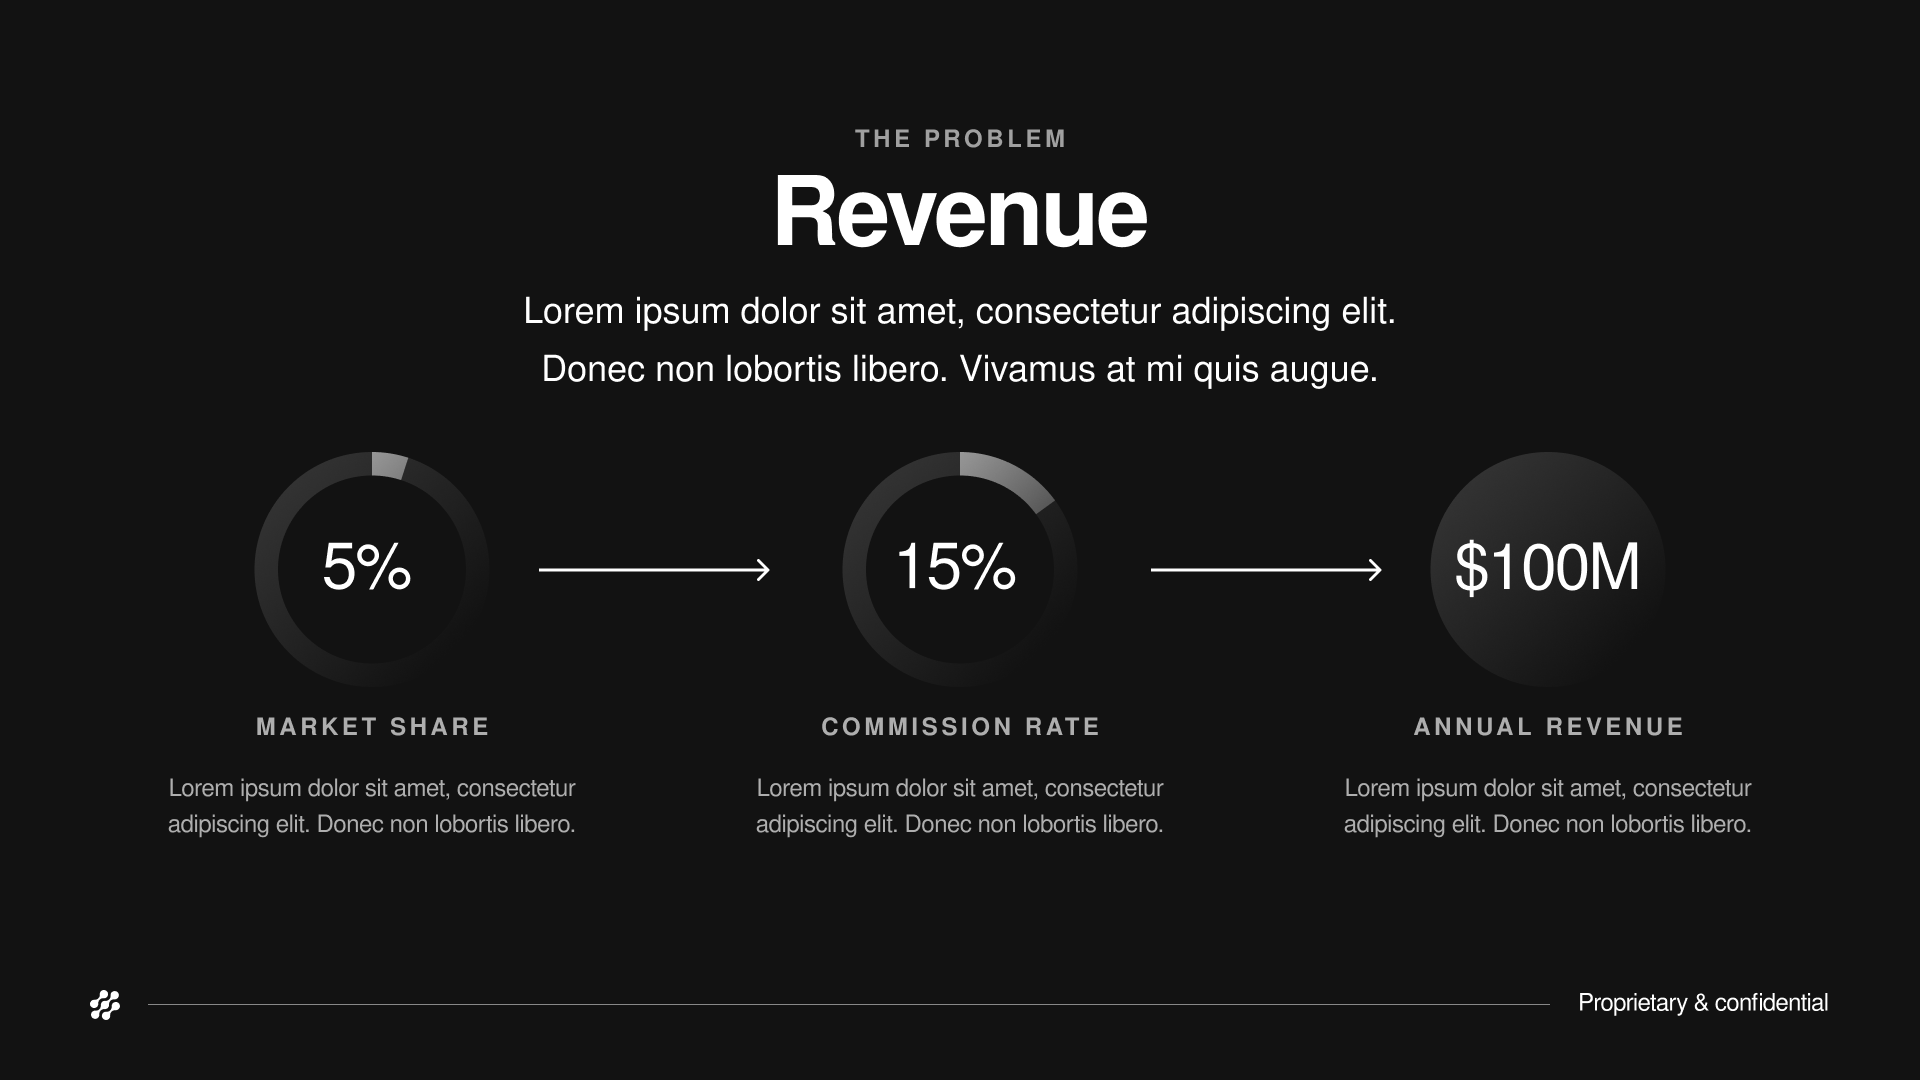 THE PROBLEM
Revenue
Lorem ipsum dolor sit amet, consectetur adipiscing elit.
Donec non lobortis libero. Vivamus at mi quis augue.
5%
15%
$100M
MARKET SHARE
COMMISSION RATE
ANNUAL REVENUE
Lorem ipsum dolor sit amet, consectetur
adipiscing elit. Donec non lobortis libero.
Lorem ipsum dolor sit amet, consectetur
adipiscing elit. Donec non lobortis libero.
Lorem ipsum dolor sit amet, consectetur
adipiscing elit. Donec non lobortis libero.
Proprietary & confidential